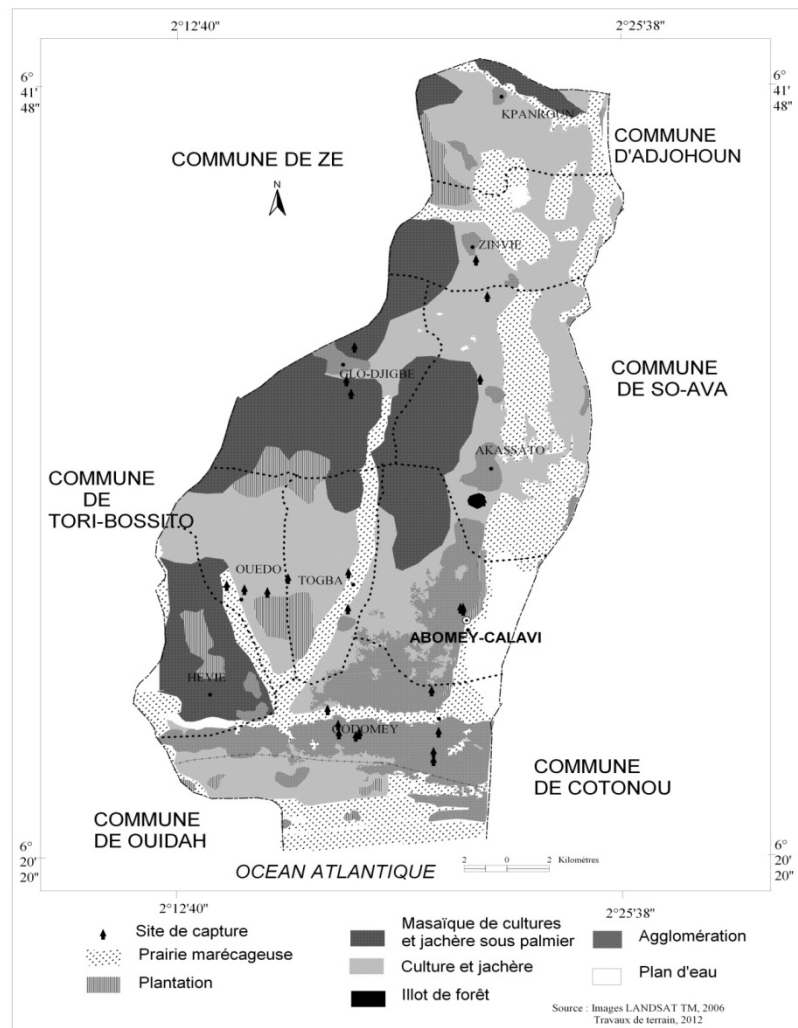 2°12'40"
2°25'38"
6°
41'
48"
6°
41'
48"
KPANROUN
COMMUNE
D'ADJOHOUN
COMMUNE DE ZE
N
ZINVIE
GLO-DJIGBE
COMMUNE
DE SO-AVA
AKASSATO
COMMUNE
DE
TORI-BOSSITO
OUEDO
TOGBA
ABOMEY-CALAVI
HEVIE
GODOMEY
COMMUNE
DE COTONOU
COMMUNE
DE OUIDAH
6°
20'
20"
6°
20'
20"
OCEAN ATLANTIQUE
2 0 2 Kilomètres
2°12'40"
2°25'38"
Site de capture
Prairie marécageuse
Plantation
Masaïque de cultures
et jachère sous palmier
Culture et jachère
Illot de forêt
Agglomération
Plan d'eau
Source : Images LANDSAT TM, 2006
Travaux de terrain, 2012